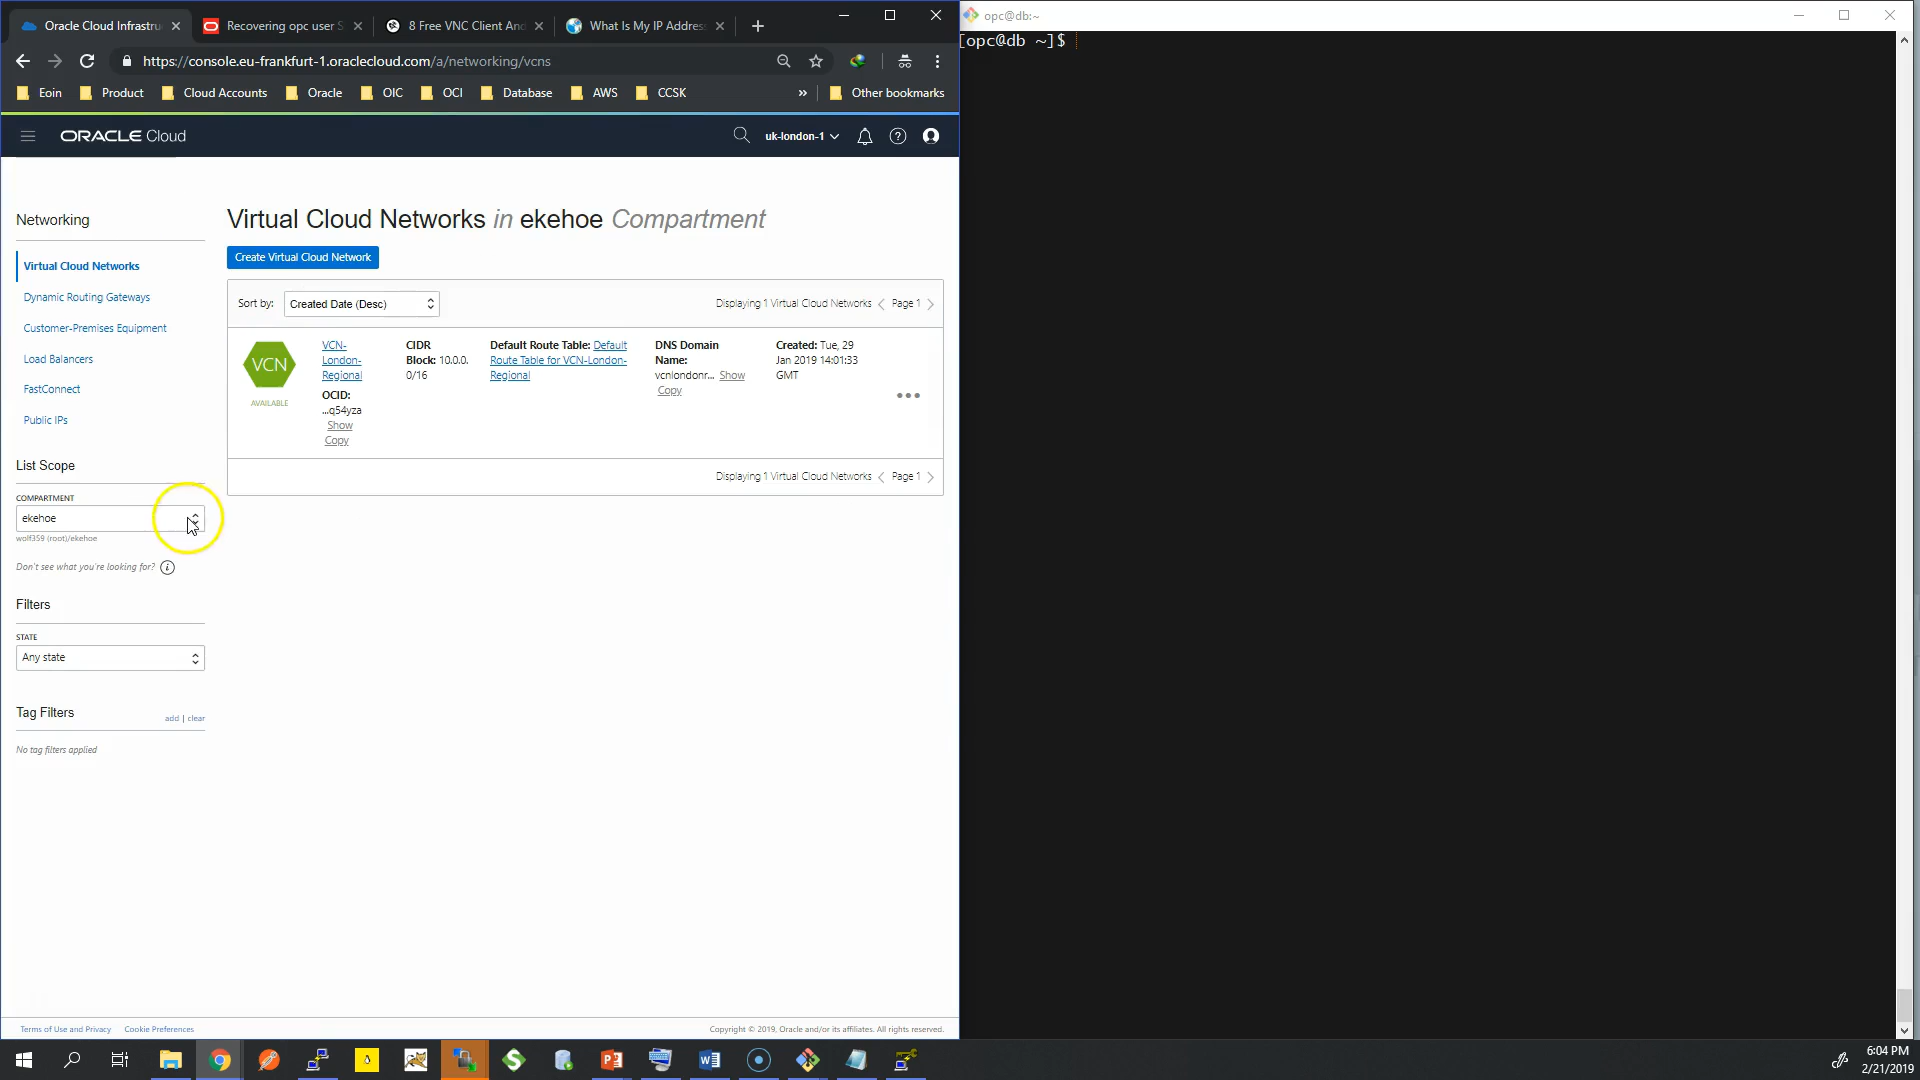 Oracle Cloud Infrastru
Recovering opc user S
8 Free VNC Client And
What Is My IP Address
opc@db:~
https://console.eu-frankfurt-1.oraclecloud.com/a/networking/vcns
[opc@db ~]$
Eoin
Product
Cloud Accounts
Oracle
OIC
OCI
Database
AWS
CCSK
»
Other bookmarks
ORACLE Cloud
uk-london-1
Networking
Virtual Cloud Networks
Dynamic Routing Gateways
Customer-Premises Equipment
Load Balancers
FastConnect
Public IPs
List Scope
COMPARTMENT
ekehoe
wolf359 (root)/ekehoe
Don't see what you're looking for?
Filters
STATE
Any state
Tag Filters
add | clear
No tag filters applied
Virtual Cloud Networks in ekehoe Compartment
Create Virtual Cloud Network
Sort by:
Created Date (Desc)
Displaying 1 Virtual Cloud Networks
Page 1
VCN
AVAILABLE
VCN-
London-
Regional
OCID:
...q54yza
Show
Copy
CIDR
Block: 10.0.0.
0/16
Default Route Table: Default
Route Table for VCN-London-
Regional
DNS Domain
Name:
vcnlondonr... Show
Copy
Created: Tue, 29
Jan 2019 14:01:33
GMT
Displaying 1 Virtual Cloud Networks
Page 1
Terms of Use and Privacy
Cookie Preferences
Copyright © 2019, Oracle and/or its affiliates. All rights reserved.
6:04 PM
2/21/2019